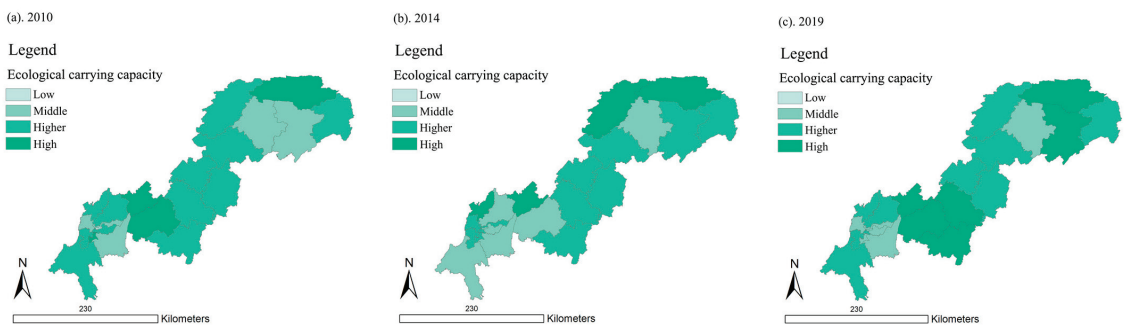 (a). 2010
Legend
Ecological carrying capacity
Low
Middle
Higher
High
N
230
Kilometers
(b). 2014
Legend
Ecological carrying capacity
Low
Middle
Higher
High
N
230
Kilometers
(c). 2019
Legend
Ecological carrying capacity
Low
Middle
Higher
High
N
230
Kilometers